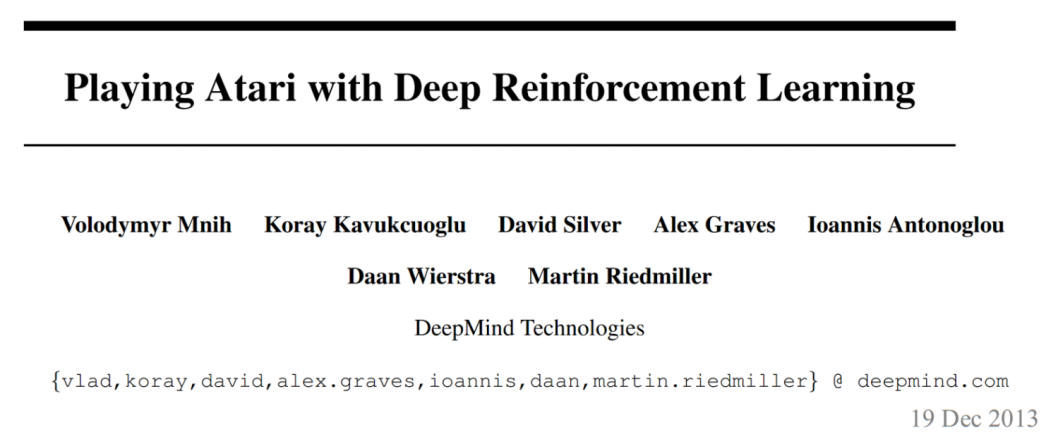 Playing Atari with Deep Reinforcement Learning
Volodymyr Mnih Koray Kavukcuoglu David Silver Alex Graves Ioannis Antonoglou
Daan Wierstra Martin Riedmiller
DeepMind Technologies
{vlad,koray,david,alex.graves,ioannis,daan,martin.riedmiller} @ deepmind.com
19 Dec 2013